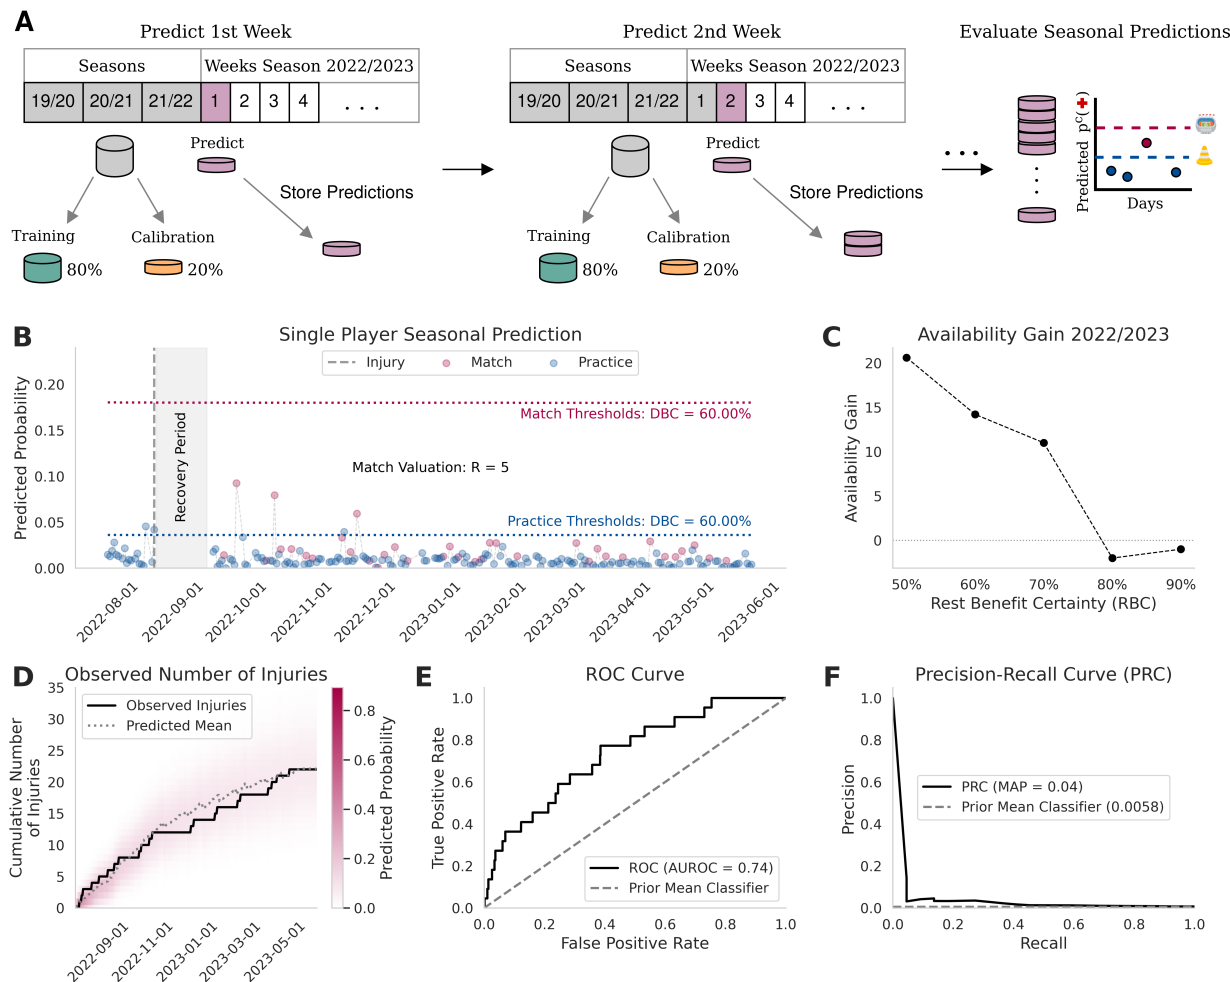 A
Predict 1st Week
Predict 2nd Week
Evaluate Seasonal Predictions
Seasons
Weeks Season 2022/2023
19/20
20/21
21/22
1
2
3
4
. . .
Predict
Store Predictions
Training
80%
Calibration
20%
Seasons
Weeks Season 2022/2023
19/20
20/21
21/22
1
2
3
4
. . .
Predict
Store Predictions
Training
80%
Calibration
20%
Predicted p^c(+)
Days
B
Single Player Seasonal Prediction
Injury
Match
Practice
Predicted Probability
0.20
0.15
0.10
0.05
0.00
Recovery Period
Match Thresholds: DBC = 60.00%
Match Valuation: R = 5
Practice Thresholds: DBC = 60.00%
2022-08-01
2022-09-01
2022-10-01
2022-11-01
2022-12-01
2023-01-01
2023-02-01
2023-03-01
2023-04-01
2023-05-01
2023-06-01
C
Availability Gain 2022/2023
Availability Gain
20
15
10
5
0
50%
60%
70%
80%
90%
Rest Benefit Certainty (RBC)
D
Observed Number of Injuries
Cumulative Number
of Injuries
35
30
25
20
15
10
5
0
Observed Injuries
Predicted Mean
2022-09-01
2022-11-01
2023-01-01
2023-03-01
2023-05-01
0.8
0.6
0.4
0.2
0.0
Predicted Probability
E
ROC Curve
True Positive Rate
1.0
0.8
0.6
0.4
0.2
0.0
ROC (AUROC = 0.74)
Prior Mean Classifier
0.0
0.2
0.4
0.6
0.8
1.0
False Positive Rate
F
Precision-Recall Curve (PRC)
Precision
1.0
0.8
0.6
0.4
0.2
0.0
PRC (MAP = 0.04)
Prior Mean Classifier (0.0058)
0.0
0.2
0.4
0.6
0.8
1.0
Recall